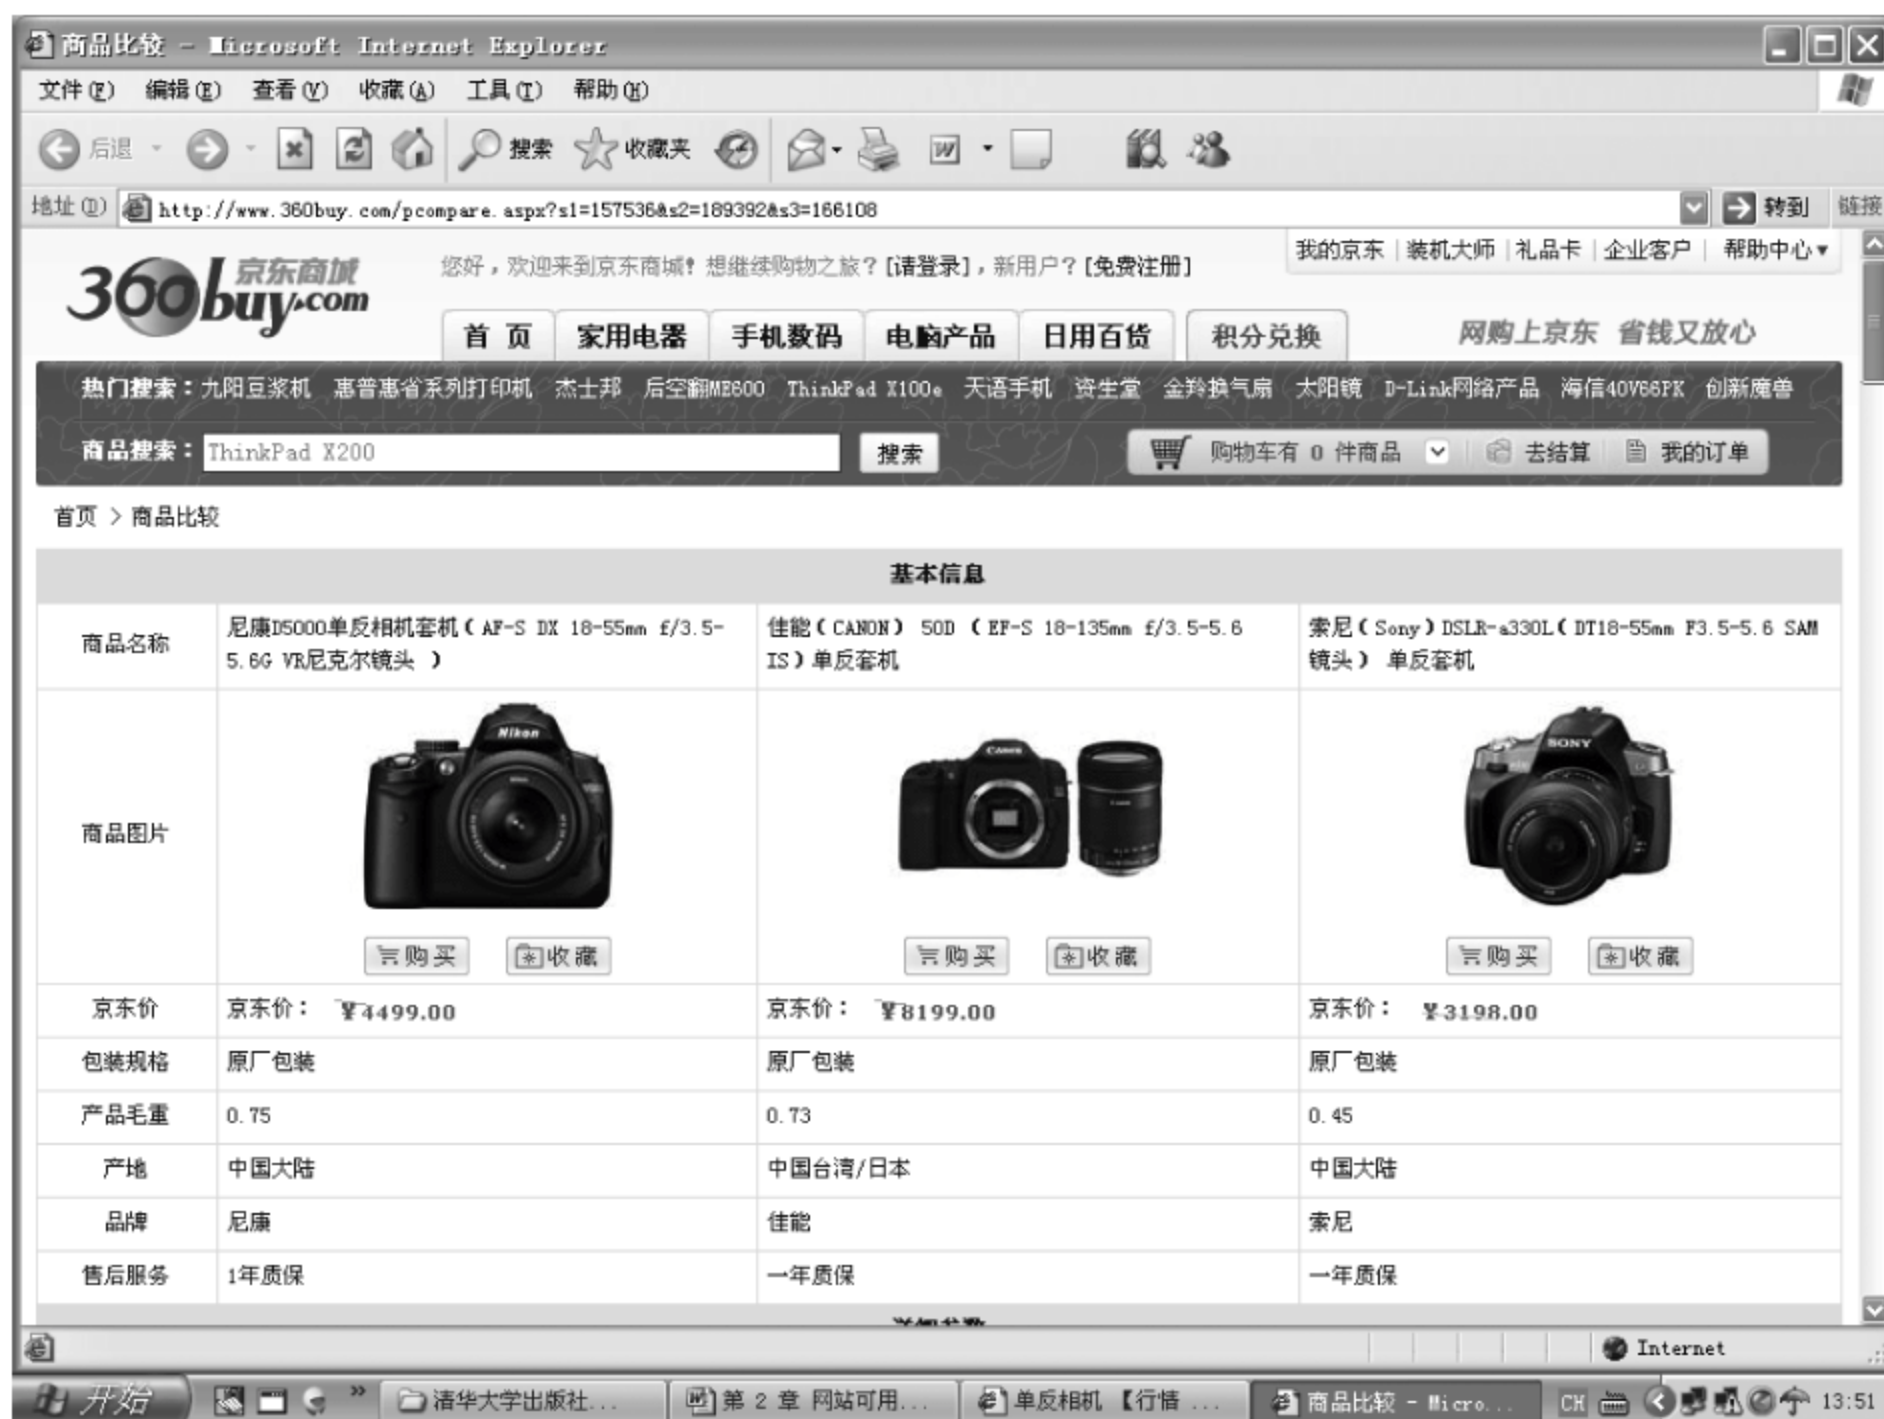 商品比较 - Microsoft Internet Explorer
文件(F) 编辑(E) 查看(V) 收藏(A) 工具(T) 帮助(H)
后退 搜索 收藏夹
地址(D) http://www.360buy.com/pcompare.aspx?s1=157536&s2=189392&s3=166108 转到 链接
我的京东 | 装机大师 | 礼品卡 | 企业客户 | 帮助中心
360buy.com 京东商城
您好，欢迎来到京东商城！想继续购物之旅？[请登录]，新用户？[免费注册]
首 页 家用电器 手机数码 电脑产品 日用百货 积分兑换 网购上京东 省钱又放心
热门搜索：九阳豆浆机 惠普惠省系列打印机 杰士邦 后空翻ME600 ThinkPad X100e 天语手机 资生堂 金羚换气扇 太阳镜 D-Link网络产品 海信40V66PK 创新魔兽
商品搜索：ThinkPad X200 搜索 购物车有 0 件商品 去结算 我的订单
首页 > 商品比较
基本信息
商品名称 尼康D5000单反相机套机（AF-S DX 18-55mm f/3.5-5.6G VR尼克尔镜头 ） 佳能（CANON） 50D （EF-S 18-135mm f/3.5-5.6 IS）单反套机 索尼（Sony）DSLR-a330L（DT18-55mm F3.5-5.6 SAM镜头） 单反套机
Nikon Canon SONY
商品图片
购买 收藏 购买 收藏 购买 收藏
京东价 京东价： ￥4499.00 京东价： ￥8199.00 京东价： ￥3198.00
包装规格 原厂包装 原厂包装 原厂包装
产品毛重 0.75 0.73 0.45
产地 中国大陆 中国台湾/日本 中国大陆
品牌 尼康 佳能 索尼
售后服务 1年质保 一年质保 一年质保
Internet
开始 清华大学出版社... 第 2 章 网站可用... 单反相机 【行情 ... 商品比较 - Micro... CH 13:51